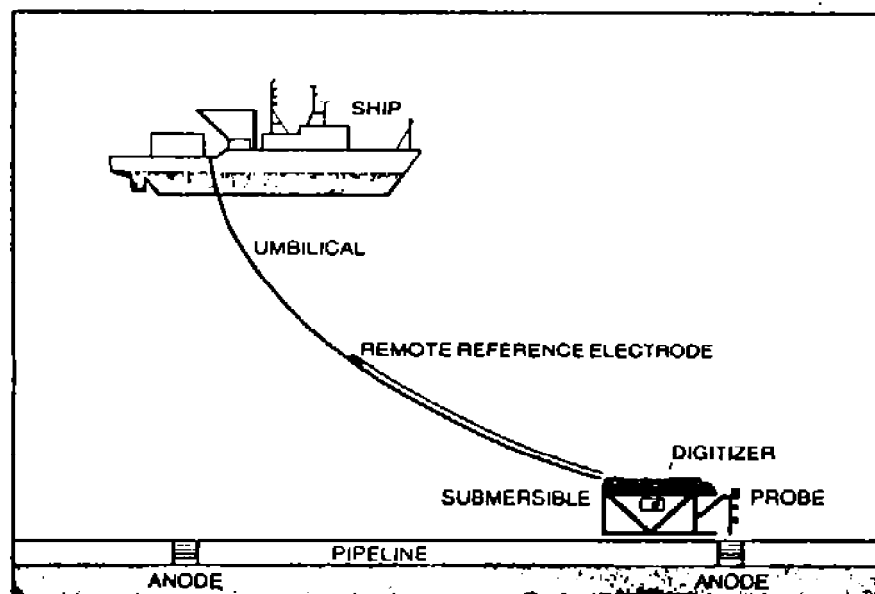 SHIP
UMBILICAL
REMOTE REFERENCE ELECTRODE
DIGITIZER
SUBMERSIBLE
PROBE
PIPELINE
ANODE
ANODE